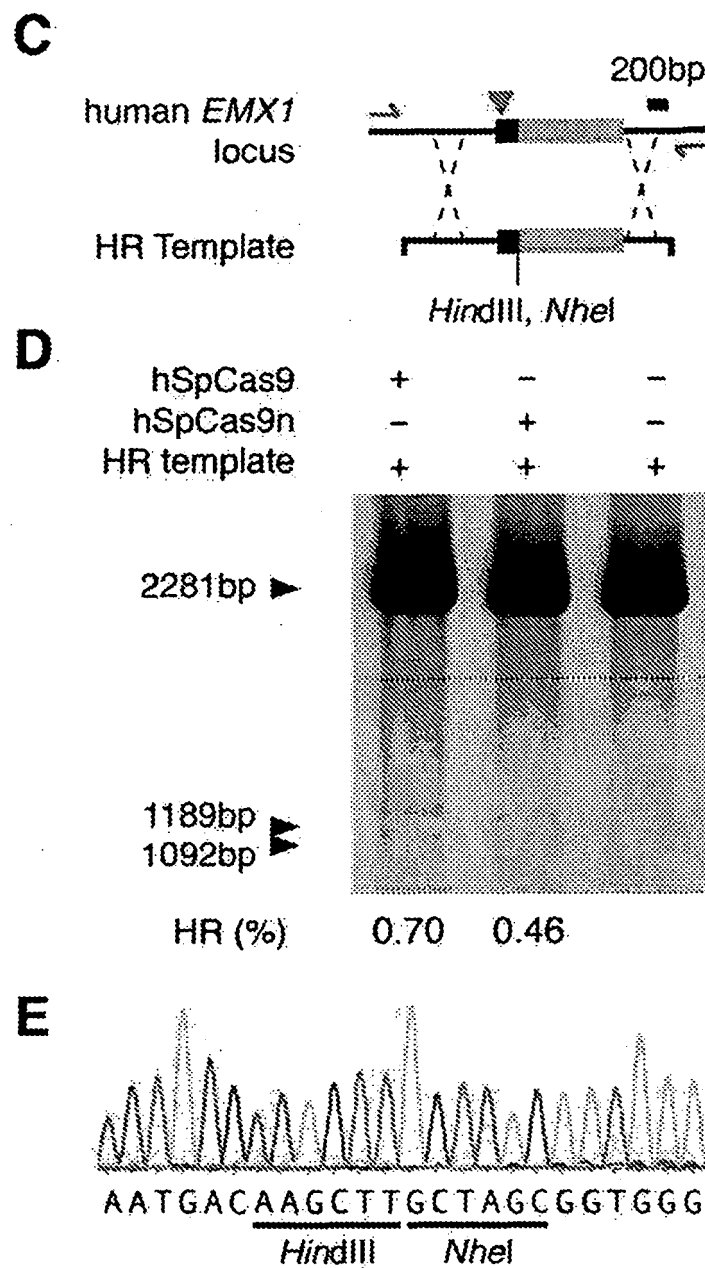 C
200bp
human EMX1
locus
HR Template
HindIII, NheI
D
hSpCas9 + − −
hSpCas9n − + −
HR template + + +
2281bp
1189bp
1092bp
HR (%) 0.70 0.46
E
AATGACAAGCTTGCTAGCGGTGGG
HindIII NheI